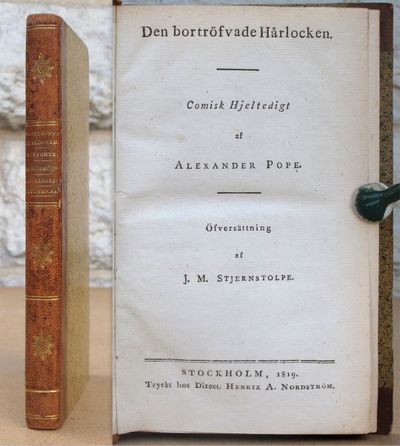 Den bortröfvade Hårlocken.
Comisk Hjeltedigt
af
ALEXANDER POPE.
Öfversättning
af
J. M. STJERNSTOLPE.
STOCKHOLM, 1819.
Tryckt hos Direct. HENRIK A. NORDSTRÖM.